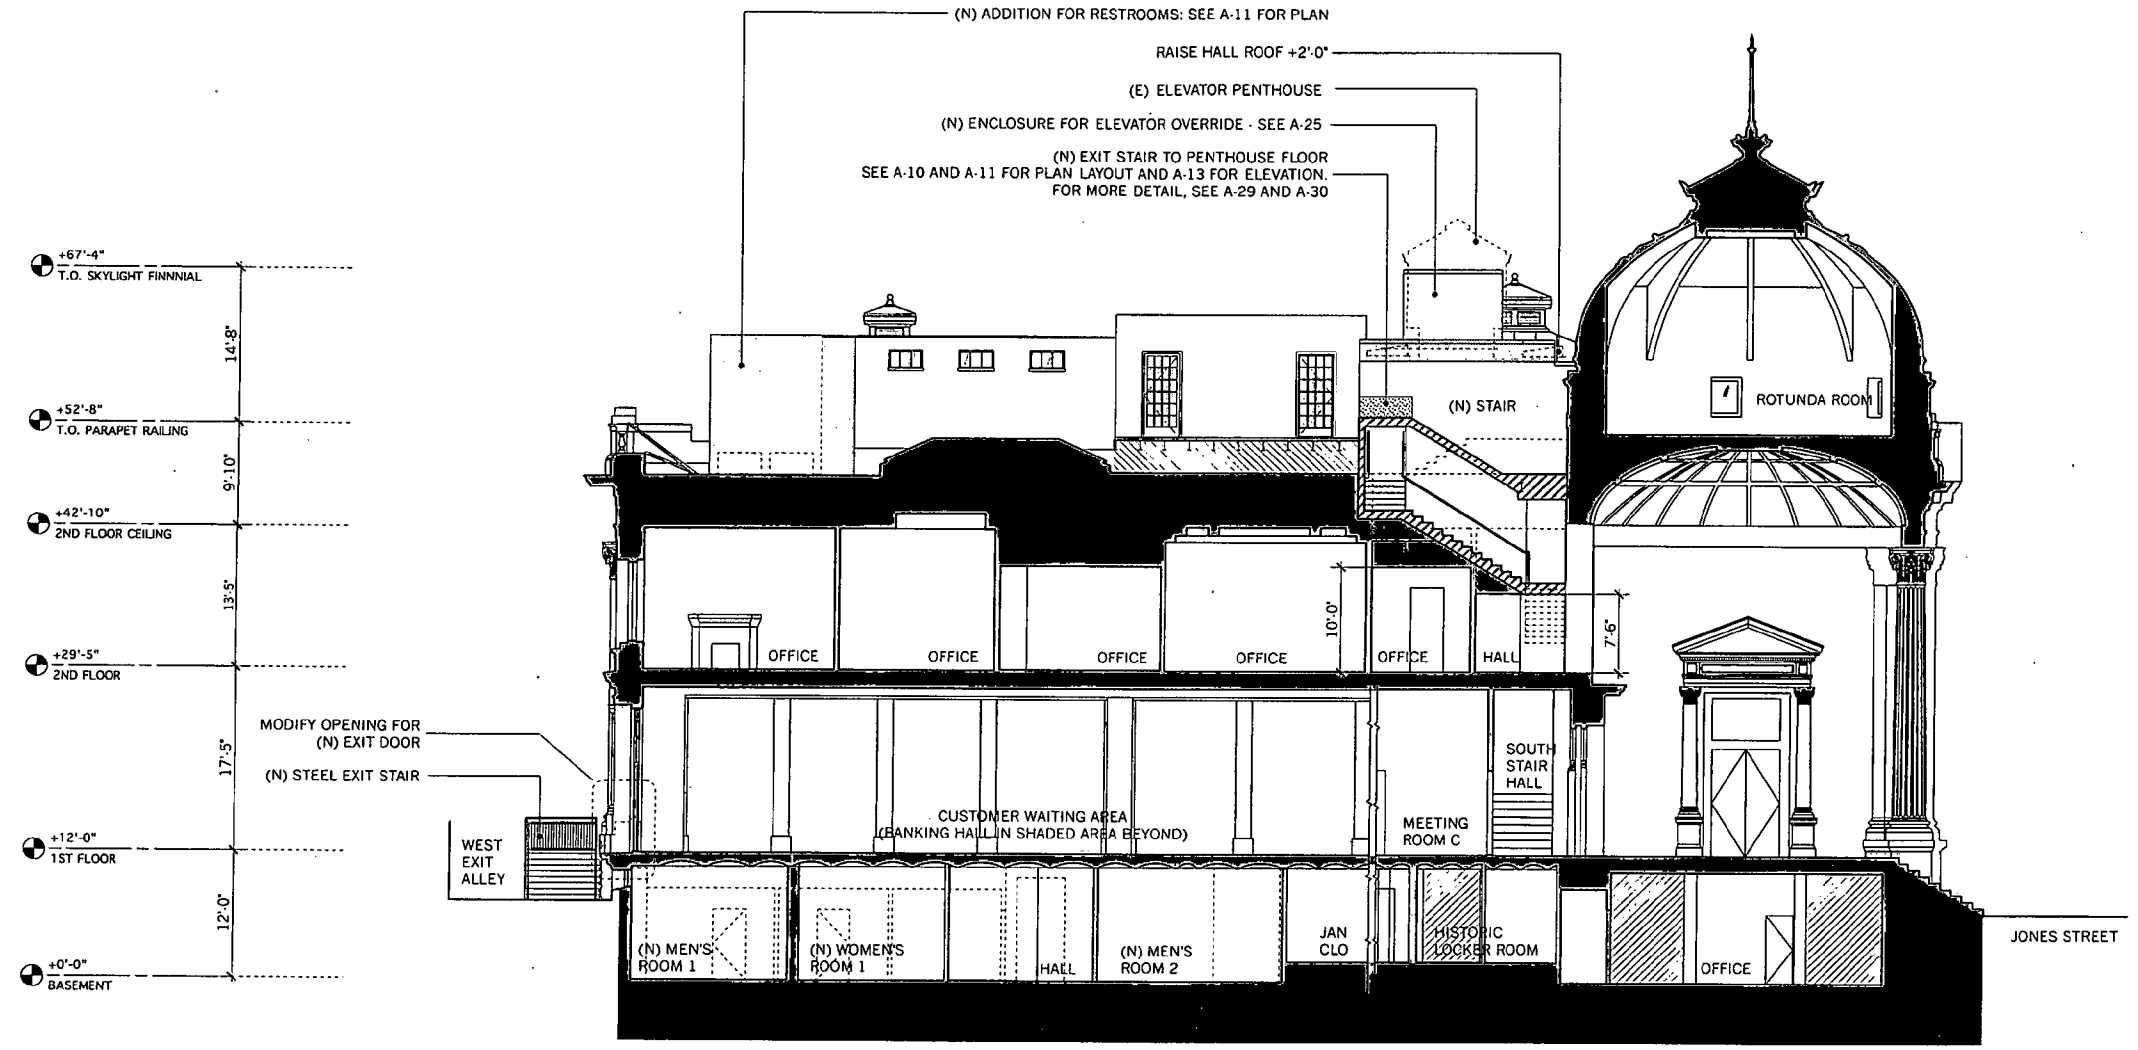 (N) ADDITION FOR RESTROOMS: SEE A-11 FOR PLAN
RAISE HALL ROOF +2'-0"
(E) ELEVATOR PENTHOUSE
(N) ENCLOSURE FOR ELEVATOR OVERRIDE - SEE A-25
(N) EXIT STAIR TO PENTHOUSE FLOOR
SEE A-10 AND A-11 FOR PLAN LAYOUT AND A-13 FOR ELEVATION.
FOR MORE DETAIL, SEE A-29 AND A-30
+67'-4"
T.O. SKYLIGHT FINNNIAL
14'-8"
+52'-8"
T.O. PARAPET RAILING
9'-10"
+42'-10"
2ND FLOOR CEILING
13'-5"
+29'-5"
2ND FLOOR
17'-5"
+12'-0"
1ST FLOOR
12'-0"
+0'-0"
BASEMENT
(N) STAIR
ROTUNDA ROOM
10'-0"
7'-6"
OFFICE
OFFICE
OFFICE
OFFICE
OFFICE
HALL
MODIFY OPENING FOR
(N) EXIT DOOR
(N) STEEL EXIT STAIR
SOUTH
STAIR
HALL
CUSTOMER WAITING AREA
(BANKING HALL IN SHADED AREA BEYOND)
MEETING
ROOM C
WEST
EXIT
ALLEY
(N) MEN'S
ROOM 1
(N) WOMEN'S
ROOM 1
HALL
(N) MEN'S
ROOM 2
JAN
CLO
HISTORIC
LOCKER ROOM
OFFICE
JONES STREET